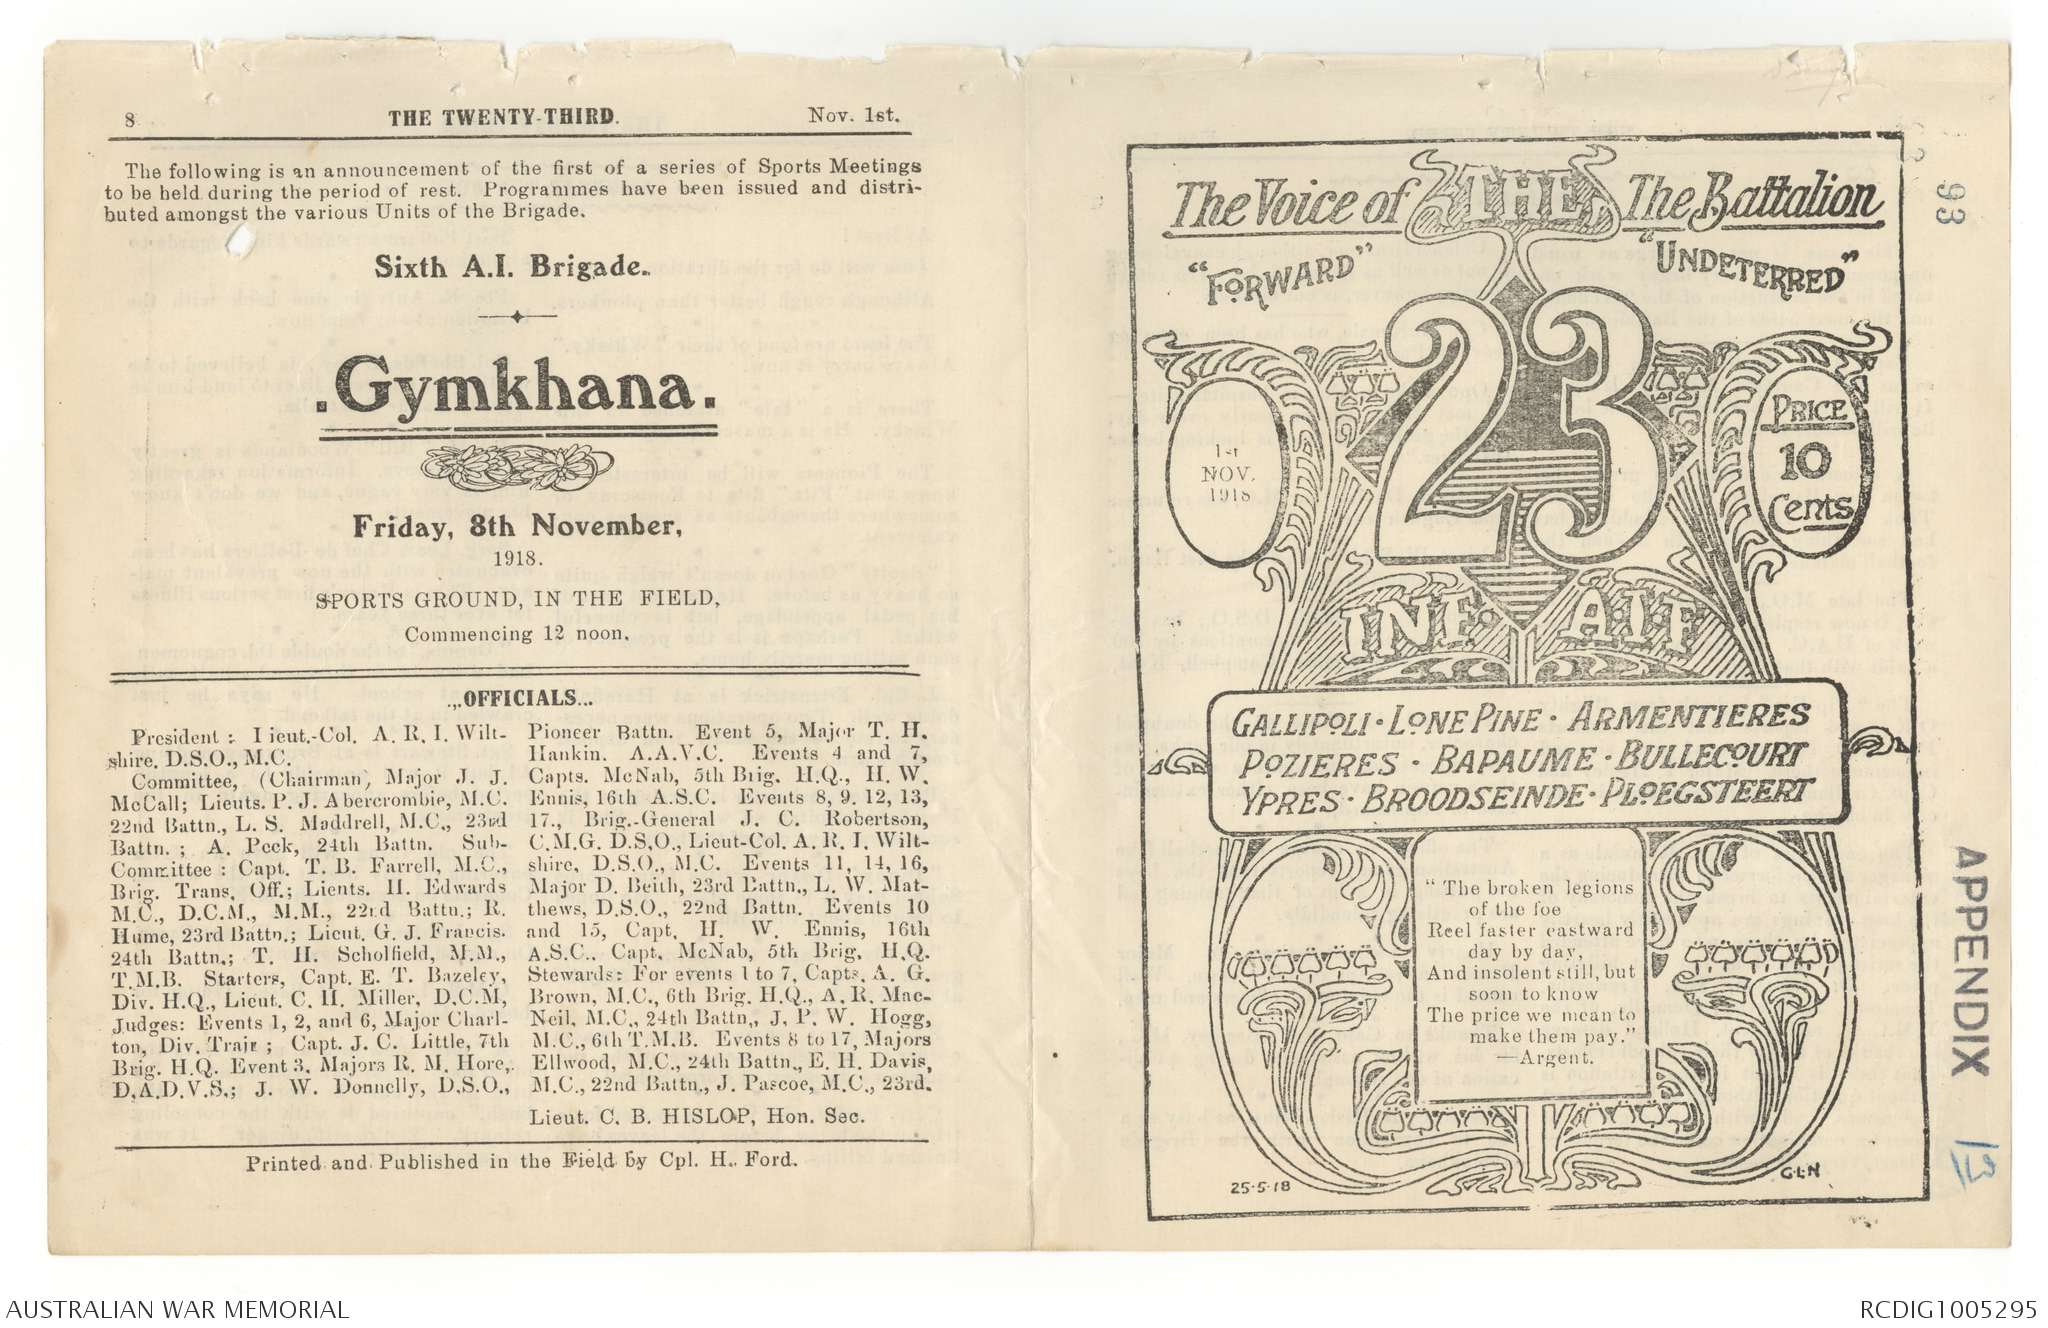 8 THE TWENTY-THIRD. Nov. 1st.
The following is an announcement of the first of a series of Sports Meetings
to be held during the period of rest. Programmes have been issued and distri-
buted amongst the various Units of the Brigade.
Sixth A.I. Brigade.
.Gymkhana.
Friday, 8th November,
1918.
SPORTS GROUND, IN THE FIELD,
Commencing 12 noon.
...OFFICIALS...
President : Lieut.-Col. A. R. I. Wilt-
shire, D.S.O., M.C.
Committee, (Chairman) Major J. J.
McCall; Lieuts. P. J. Abercrombie, M.C.
22nd Battn., L. S. Maddrell, M.C., 23rd
Battn. ; A. Peck, 24th Battn. Sub-
Committee : Capt. T. B. Farrell, M.C.,
Brig. Trans. Off.; Lients. H. Edwards
M.C., D.C.M., M.M., 22nd Battn.; R.
Hume, 23rd Battn.; Lieut. G. J. Francis.
24th Battn.; T. H. Scholfield, M.M.,
T.M.B. Starters, Capt. E. T. Bazeley,
Div. H.Q., Lieut. C. H. Miller, D.C.M,
Judges: Events 1, 2, and 6, Major Charl-
ton, Div. Train ; Capt. J. C. Little, 7th
Brig. H.Q. Event 3, Majors R. M. Hore,
D.A.D.V.S.; J. W. Donnelly, D.S.O.,
Pioneer Battn. Event 5, Major T. H.
Hankin. A.A.V.C. Events 4 and 7,
Capts. McNab, 5th Brig. H.Q., H. W.
Ennis, 16th A.S.C. Events 8, 9, 12, 13,
17., Brig.-General J. C. Robertson,
C.M.G. D.S.O., Lieut-Col. A. R. I. Wilt-
shire, D.S.O., M.C. Events 11, 14, 16,
Major D. Beith, 23rd Battn., L. W. Mat-
thews, D.S.O., 22nd Battn. Events 10
and 15, Capt. H. W. Ennis, 16th
A.S.C., Capt. McNab, 5th Brig. H.Q.
Stewards: For events 1 to 7, Capts. A. G.
Brown, M.C., 6th Brig. H.Q., A. R. Mac-
Neil, M.C., 24th Battn., J. P. W. Hogg,
M.C., 6th T.M.B. Events 8 to 17, Majors
Ellwood, M.C., 24th Battn., E. H. Davis,
M.C., 22nd Battn., J. Pascoe, M.C., 23rd.
Lieut. C. B. HISLOP, Hon. Sec.
Printed and Published in the Field by Cpl. H. Ford.
The Voice of THE The Battalion
"FORWARD" "UNDETERRED"
23
1st
NOV.
1918
PRICE
10
Cents
INF. A.I.F
GALLIPOLI · LONE PINE · ARMENTIERES
POZIERES · BAPAUME · BULLECOURT
YPRES · BROODSEINDE · PLOEGSTEERT
" The broken legions
of the foe
Reel faster eastward
day by day,
And insolent still, but
soon to know
The price we mean to
make them pay."
—Argent.
25·5·18 G·L·N
93
APPENDIX 13
AUSTRALIAN WAR MEMORIAL RCDIG1005295